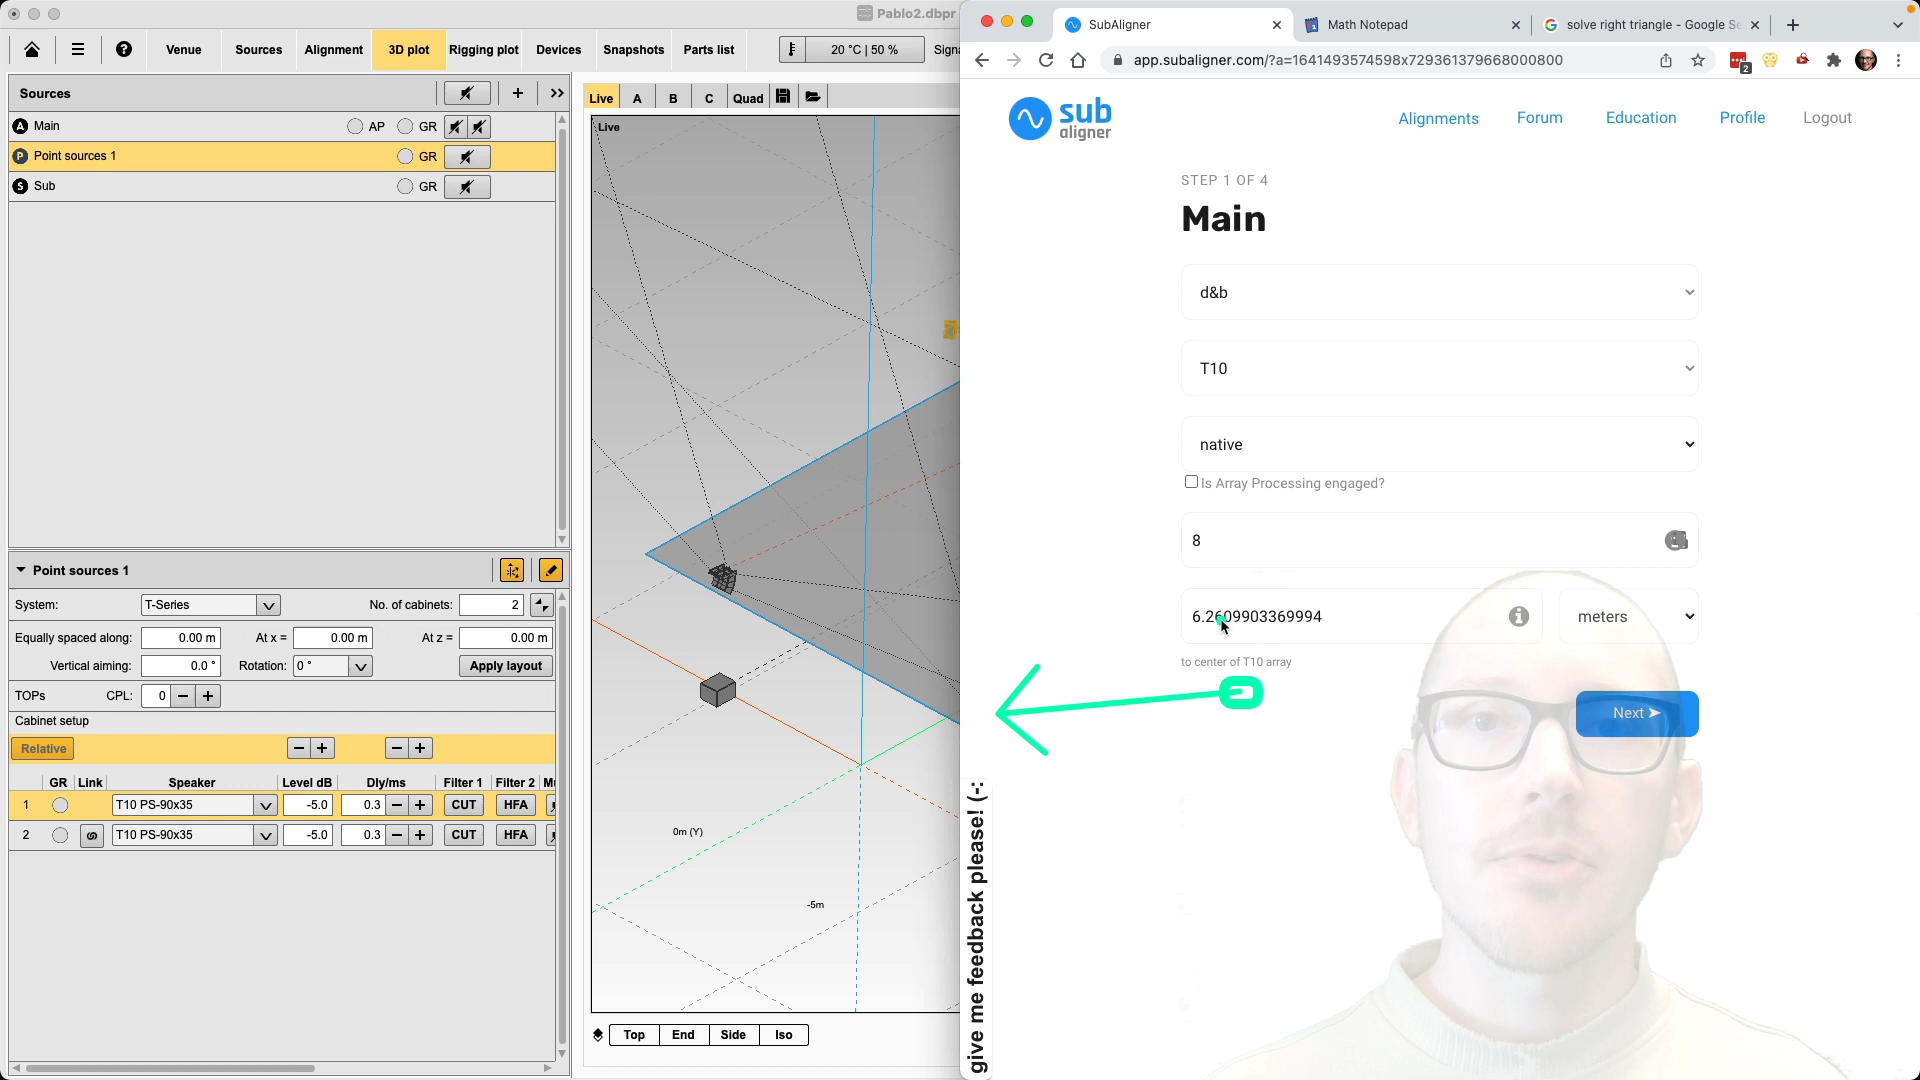 Pablo2.dbpr
Venue
Sources
Alignment
3D plot
Rigging plot
Devices
Snapshots
Parts list
20 °C | 50 %
Signa
Sources
A Main
AP
GR
P Point sources 1
GR
S Sub
GR
Point sources 1
System:
T-Series
No. of cabinets:
2
Equally spaced along:
0.00 m
At x =
0.00 m
At z =
0.00 m
Vertical aiming:
0.0 °
Rotation:
0 °
Apply layout
TOPs
CPL:
0
Cabinet setup
Relative
GR Link Speaker Level dB Dly/ms Filter 1 Filter 2 Mu
1 T10 PS-90x35 -5.0 0.3 CUT HFA
2 T10 PS-90x35 -5.0 0.3 CUT HFA
Live A B C Quad
Live
0m (Y)
-5m
Top End Side Iso
SubAligner
Math Notepad
solve right triangle - Google Se
2
app.subaligner.com/?a=1641493574598x729361379668000800
sub
aligner
Alignments
Forum
Education
Profile
Logout
STEP 1 OF 4
Main
d&b
T10
native
Is Array Processing engaged?
8
6.2609903369994
meters
to center of T10 array
Next ➤
give me feedback please! (-: